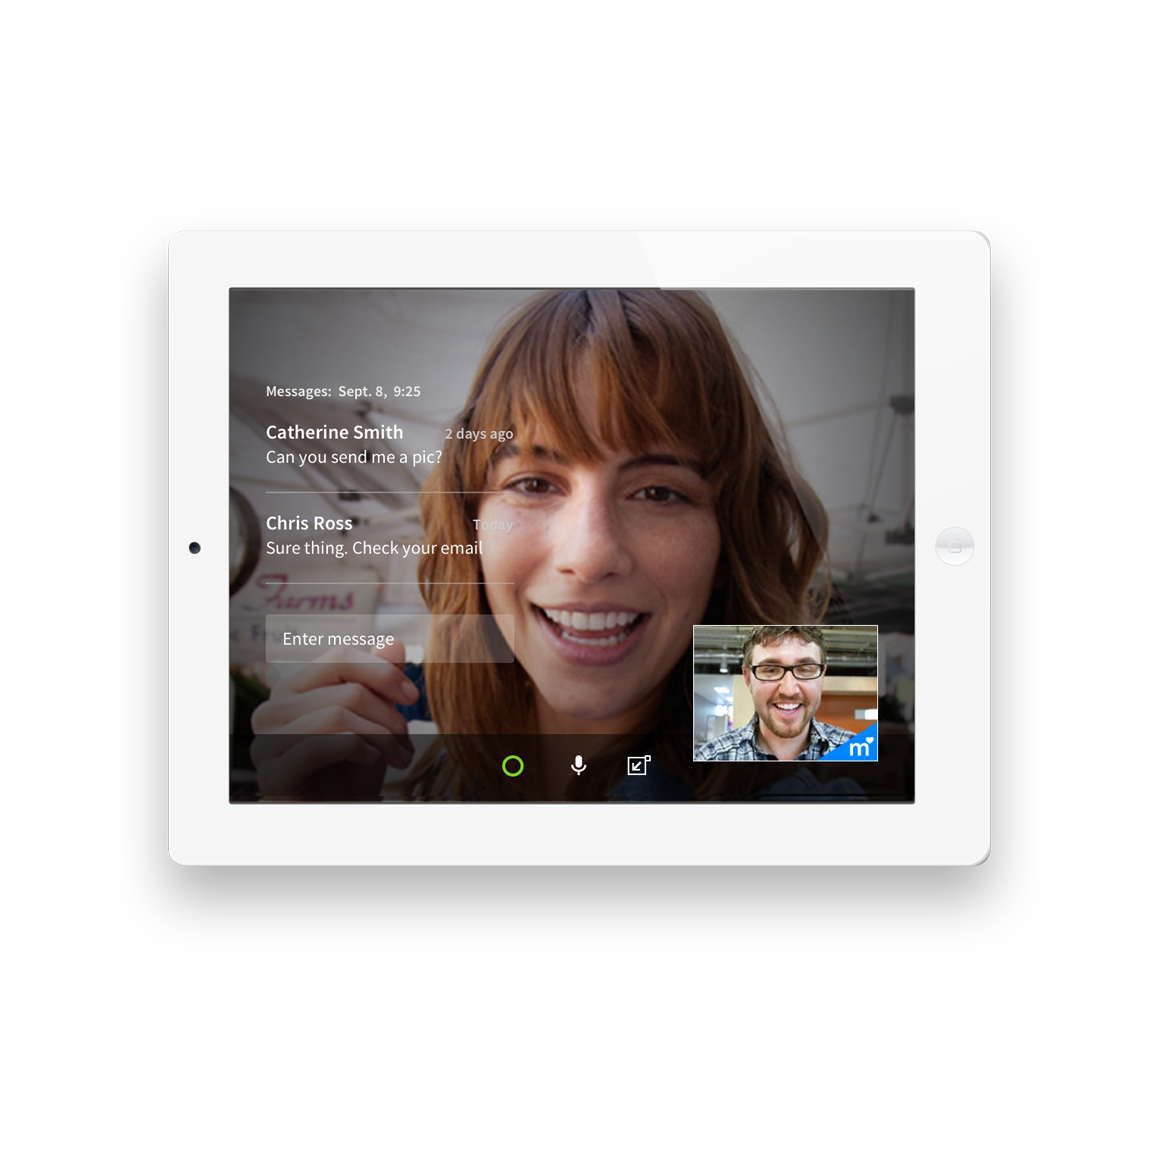 Messages: Sept. 8, 9:25
Catherine Smith 2 days ago
Can you send me a pic?
Chris Ross Today
Sure thing. Check your email
Farms
Enter message
m